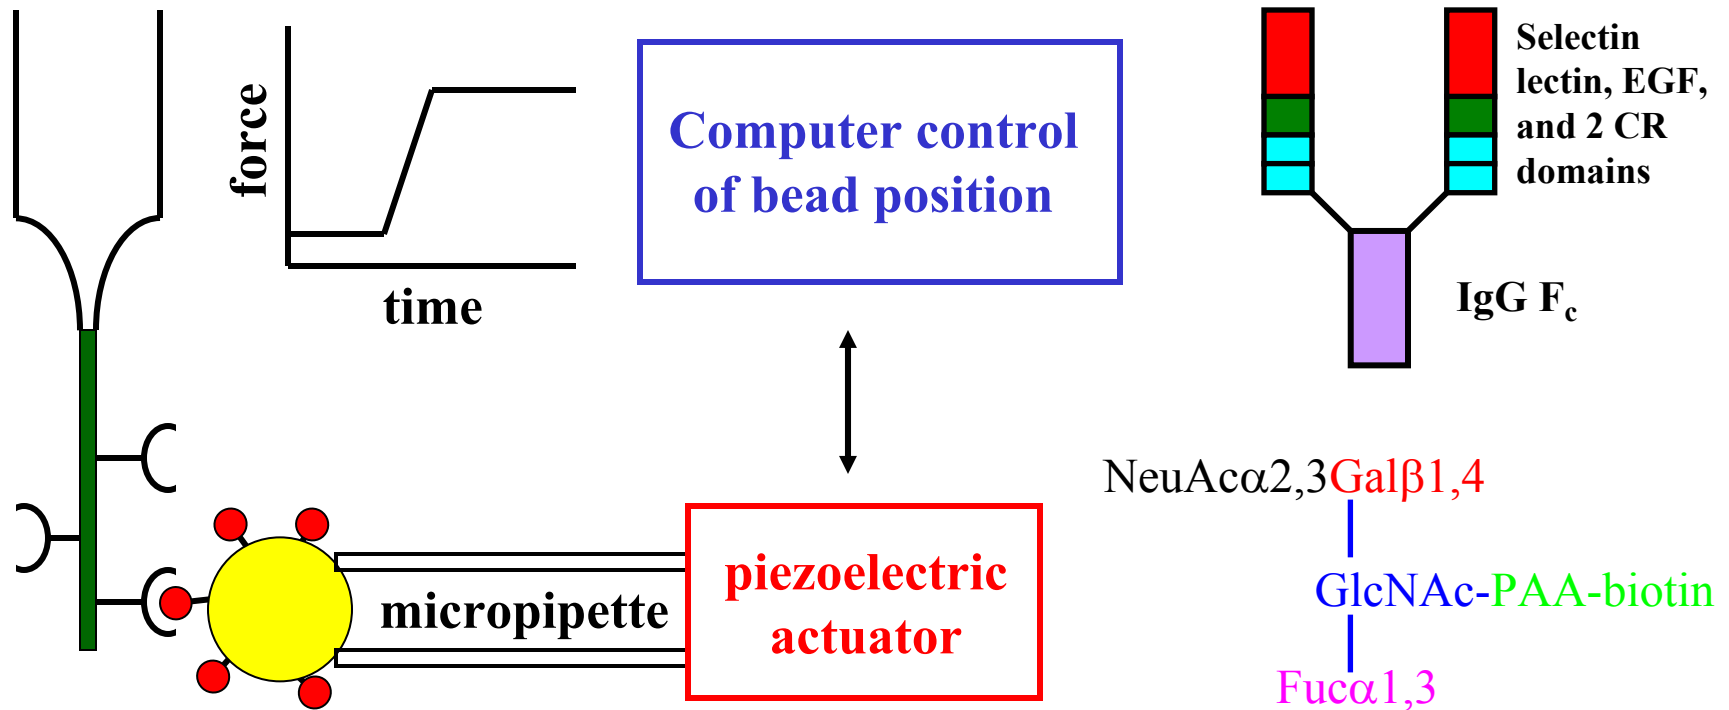 force
time
Computer control
of bead position
Selectin
lectin, EGF,
and 2 CR
domains
IgG Fc
micropipette
piezoelectric
actuator
NeuAcα2,3Galβ1,4
GlcNAc-PAA-biotin
Fucα1,3